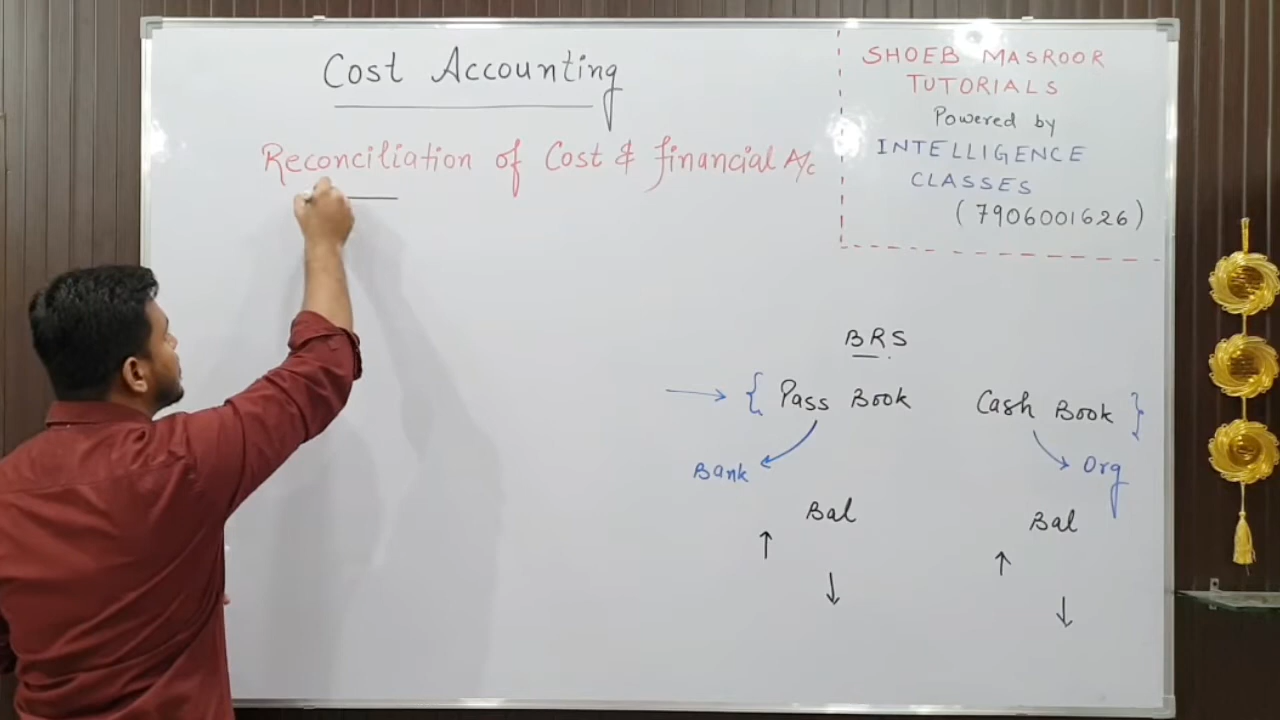 Cost Accounting
Reconciliation of Cost & financial A/c
SHOEB MASROOR
TUTORIALS
Powered by
INTELLIGENCE
CLASSES
(7906001626)
BRS
→ { Pass Book Cash Book }
Bank Org
Bal Bal
↑ ↑
↓ ↓